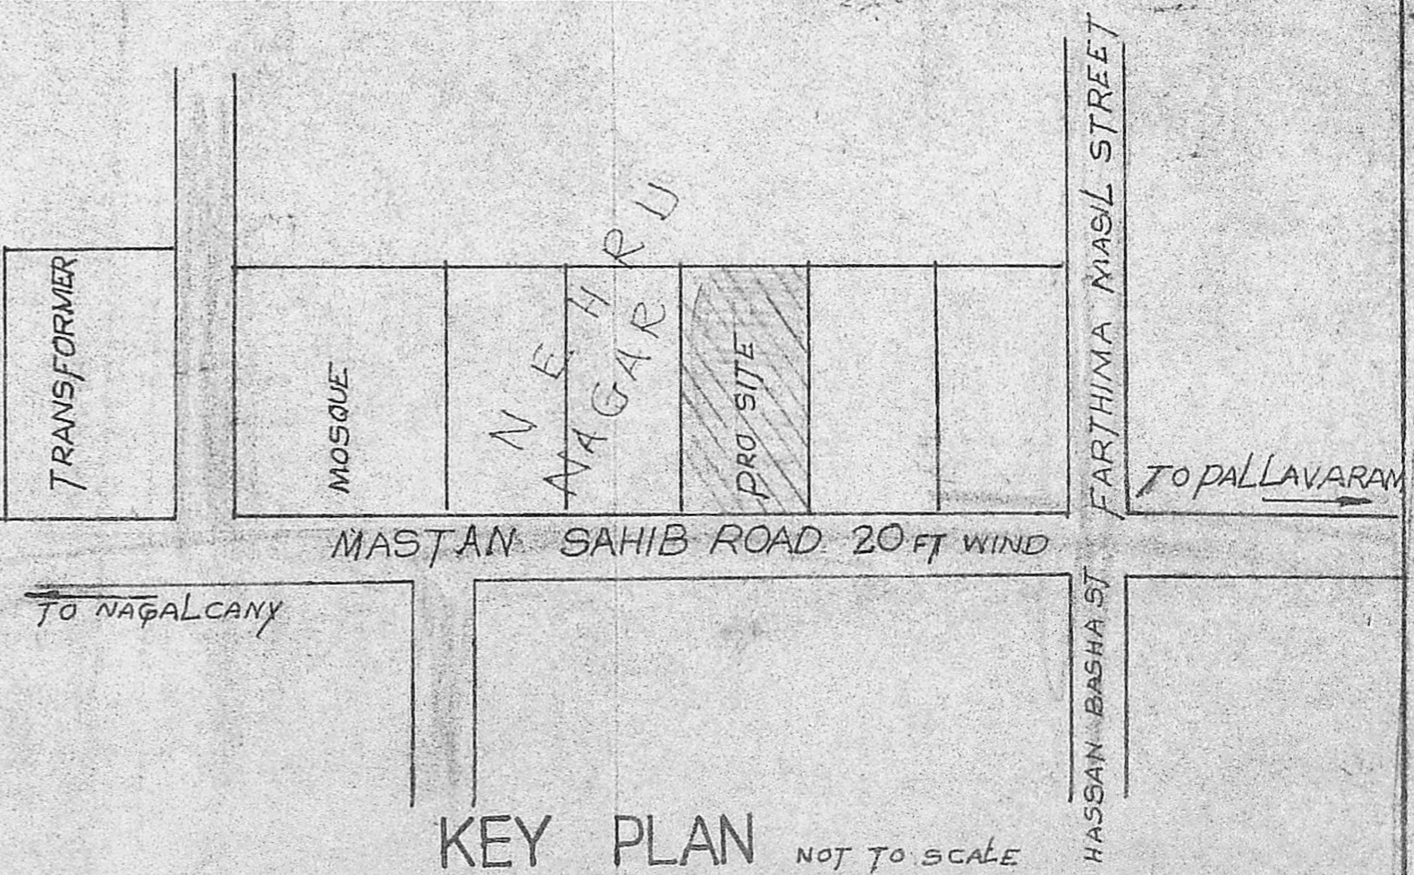 TRANSFORMER
MOSQUE
NEHRU
NAGAR
PRO SITE
FARTHIMA MASIL STREET
TO PALLAVARAM
MASTAN SAHIB ROAD 20 FT WIND
TO NAGALCANY
HASSAN BASHA ST
KEY PLAN NOT TO SCALE